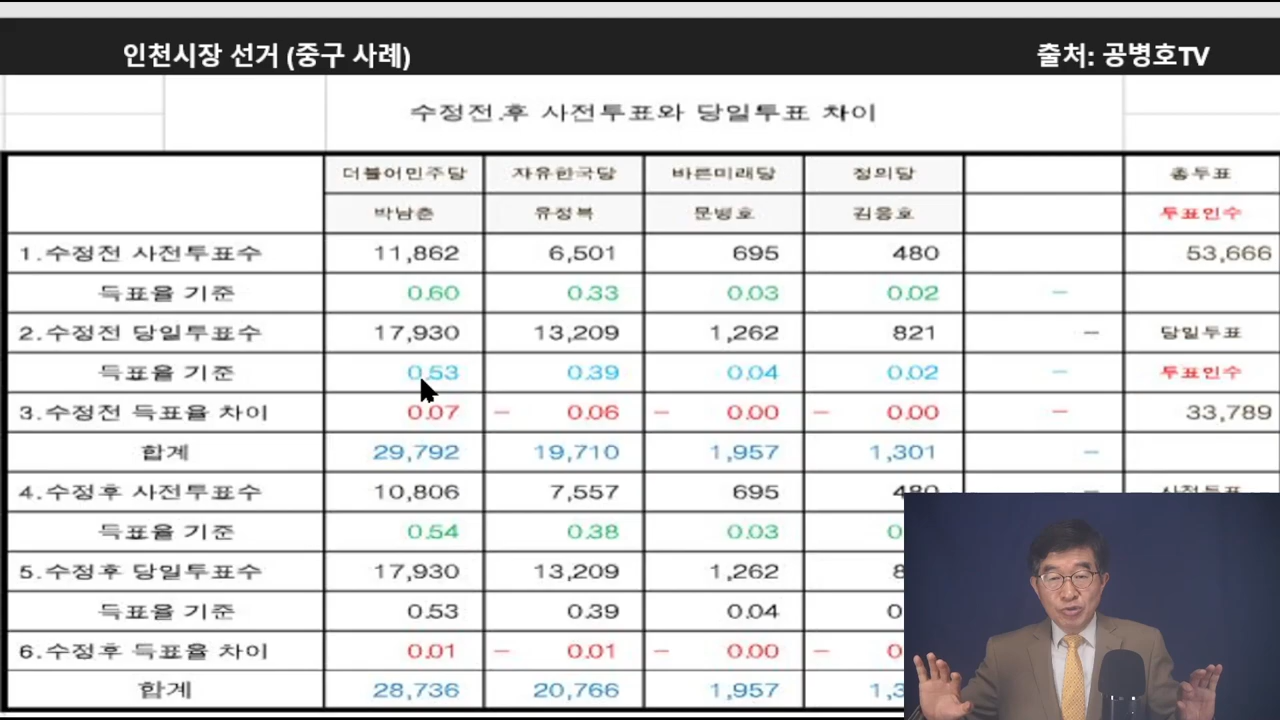 인천시장 선거 (중구 사례) 출처: 공병호TV
수정전.후 사전투표와 당일투표 차이
더불어민주당 자유한국당 바른미래당 정의당 총투표
박남춘 유정복 문병호 김응호 투표인수
1.수정전 사전투표수 11,862 6,501 695 480 53,666
득표율 기준 0.60 0.33 0.03 0.02 –
2.수정전 당일투표수 17,930 13,209 1,262 821 – 당일투표
득표율 기준 0.53 0.39 0.04 0.02 – 투표인수
3.수정전 득표율 차이 0.07 – 0.06 – 0.00 – 0.00 – 33,789
합계 29,792 19,710 1,957 1,301 –
4.수정후 사전투표수 10,806 7,557 695 480 – 사전투표
득표율 기준 0.54 0.38 0.03
5.수정후 당일투표수 17,930 13,209 1,262
득표율 기준 0.53 0.39 0.04
6.수정후 득표율 차이 0.01 – 0.01 – 0.00 –
합계 28,736 20,766 1,957